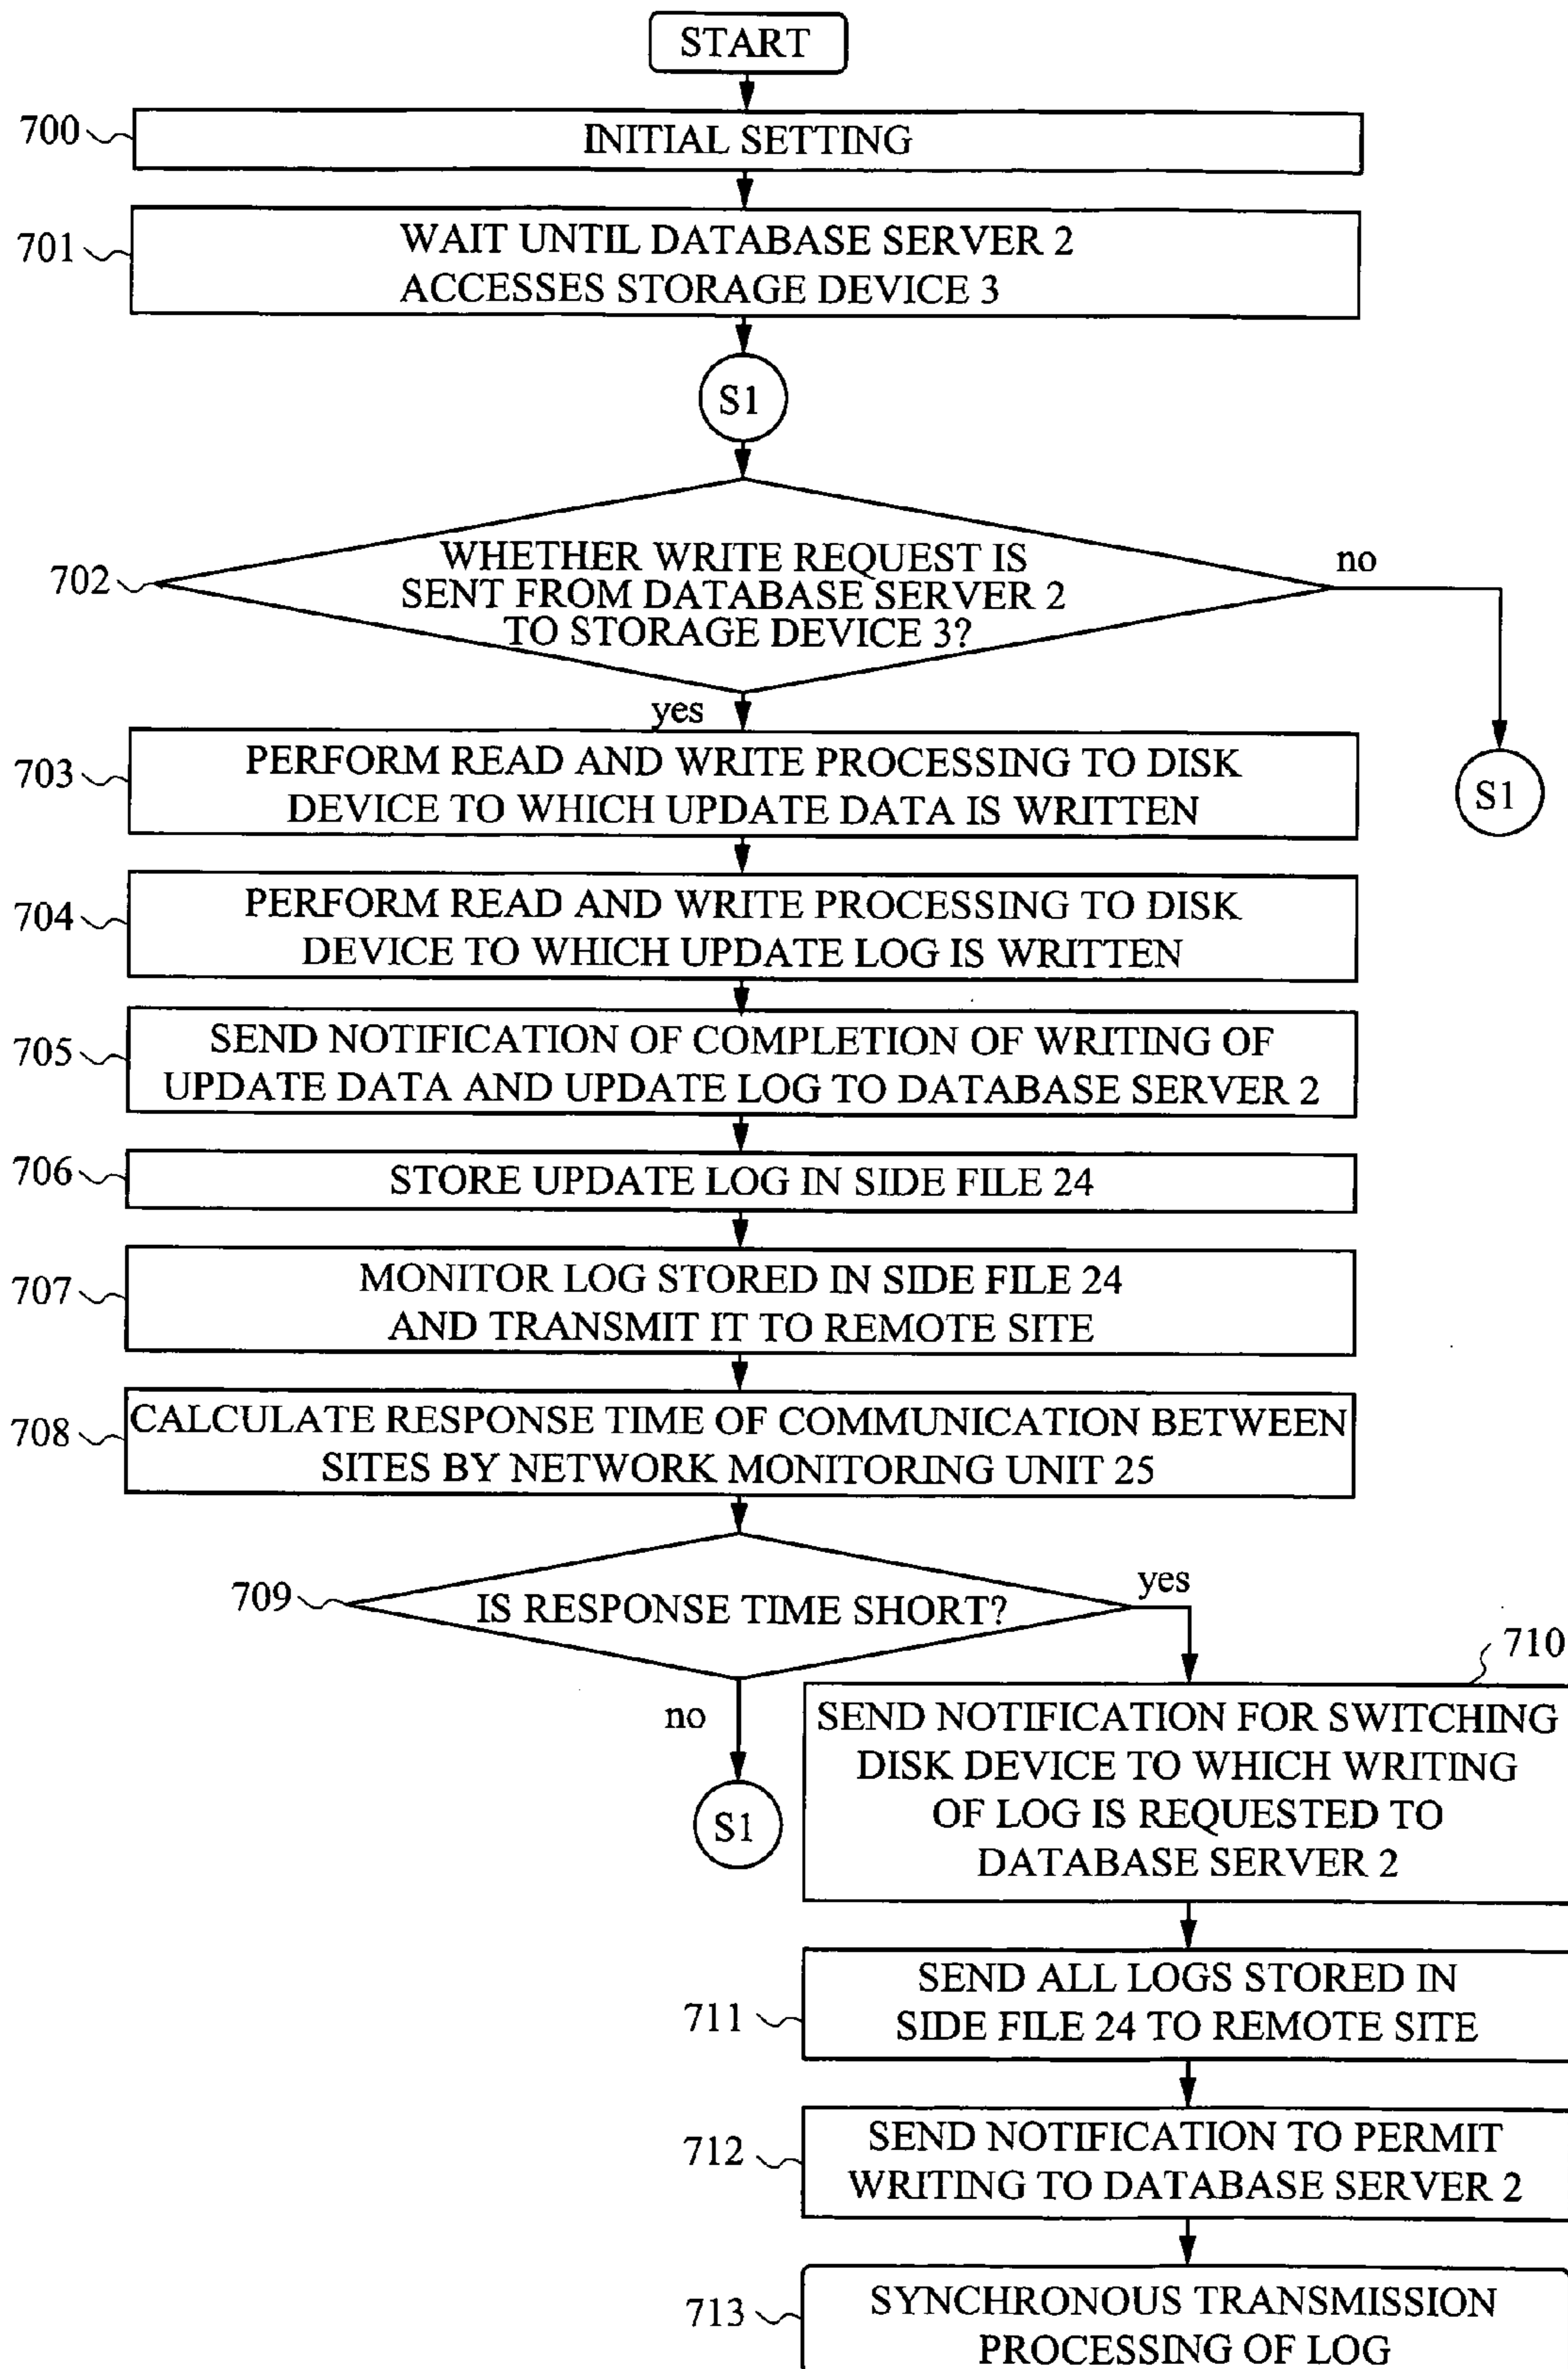 START
700
INITIAL SETTING
701
WAIT UNTIL DATABASE SERVER 2
ACCESSES STORAGE DEVICE 3
S1
702
WHETHER WRITE REQUEST IS
SENT FROM DATABASE SERVER 2
TO STORAGE DEVICE 3?
no
yes
S1
703
PERFORM READ AND WRITE PROCESSING TO DISK
DEVICE TO WHICH UPDATE DATA IS WRITTEN
704
PERFORM READ AND WRITE PROCESSING TO DISK
DEVICE TO WHICH UPDATE LOG IS WRITTEN
705
SEND NOTIFICATION OF COMPLETION OF WRITING OF
UPDATE DATA AND UPDATE LOG TO DATABASE SERVER 2
706
STORE UPDATE LOG IN SIDE FILE 24
707
MONITOR LOG STORED IN SIDE FILE 24
AND TRANSMIT IT TO REMOTE SITE
708
CALCULATE RESPONSE TIME OF COMMUNICATION BETWEEN
SITES BY NETWORK MONITORING UNIT 25
709
IS RESPONSE TIME SHORT?
yes
no
S1
710
SEND NOTIFICATION FOR SWITCHING
DISK DEVICE TO WHICH WRITING
OF LOG IS REQUESTED TO
DATABASE SERVER 2
711
SEND ALL LOGS STORED IN
SIDE FILE 24 TO REMOTE SITE
712
SEND NOTIFICATION TO PERMIT
WRITING TO DATABASE SERVER 2
713
SYNCHRONOUS TRANSMISSION
PROCESSING OF LOG